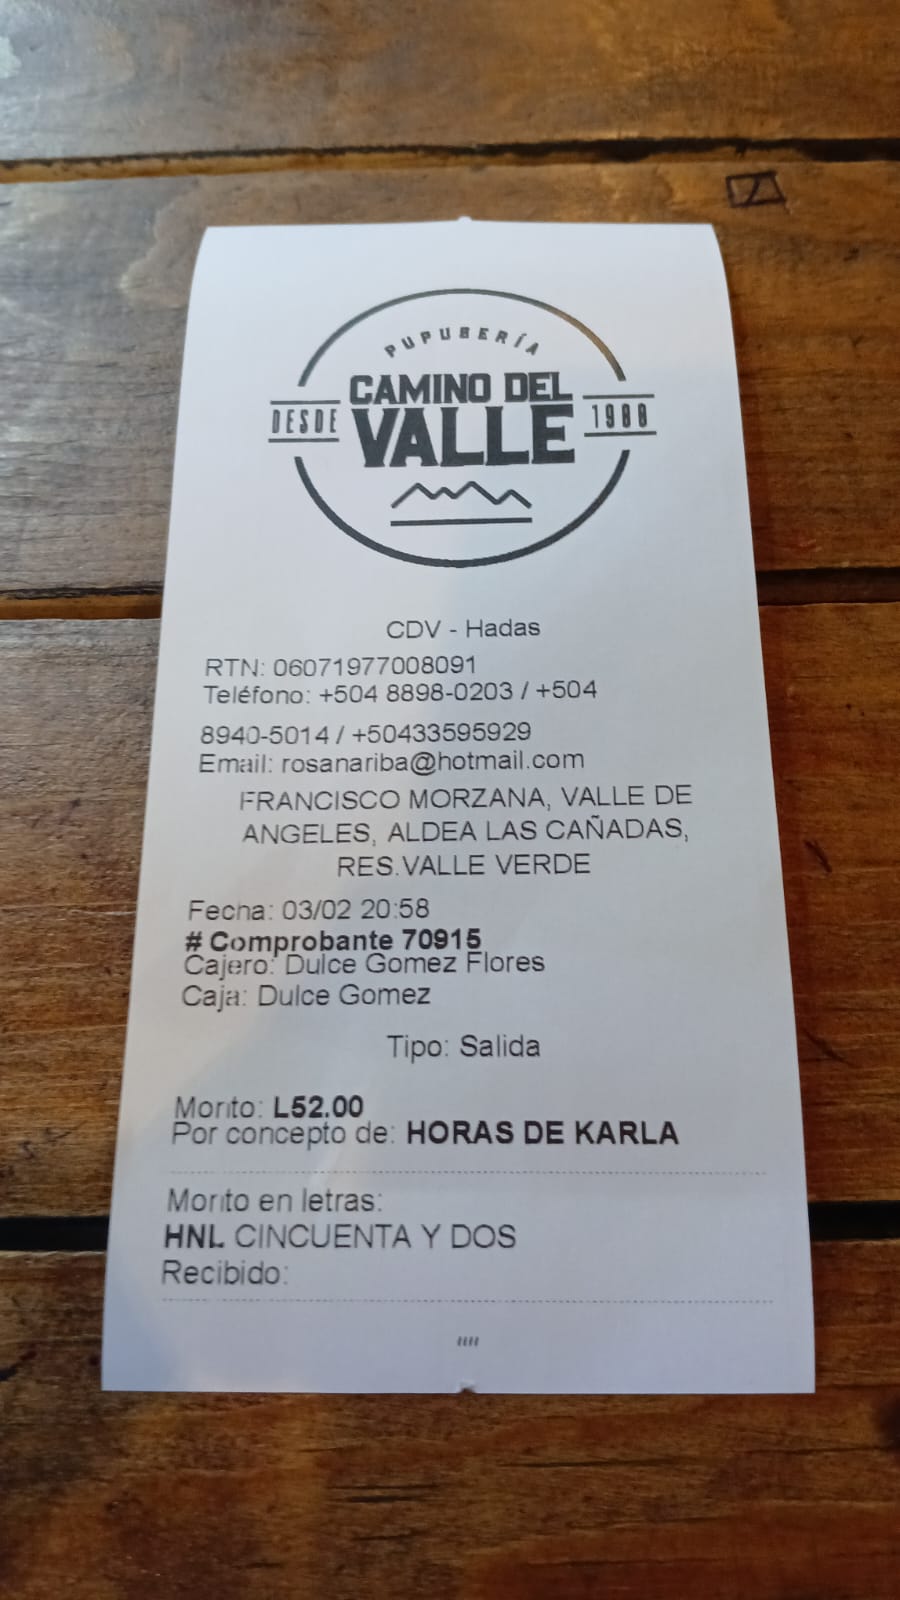 PUPUSERÍA
DESDE CAMINO DEL VALLE 1988
CDV - Hadas
RTN: 06071977008091
Teléfono: +504 8898-0203 / +504
8940-5014 / +50433595929
Email: rosanariba@hotmail.com
FRANCISCO MORZANA, VALLE DE
ANGELES, ALDEA LAS CAÑADAS,
RES.VALLE VERDE
Fecha: 03/02 20:58
# Comprobante 70915
Cajero: Dulce Gomez Flores
Caja: Dulce Gomez
Tipo: Salida
Monto: L52.00
Por concepto de: HORAS DE KARLA
Monto en letras:
HNL CINCUENTA Y DOS
Recibido:
""